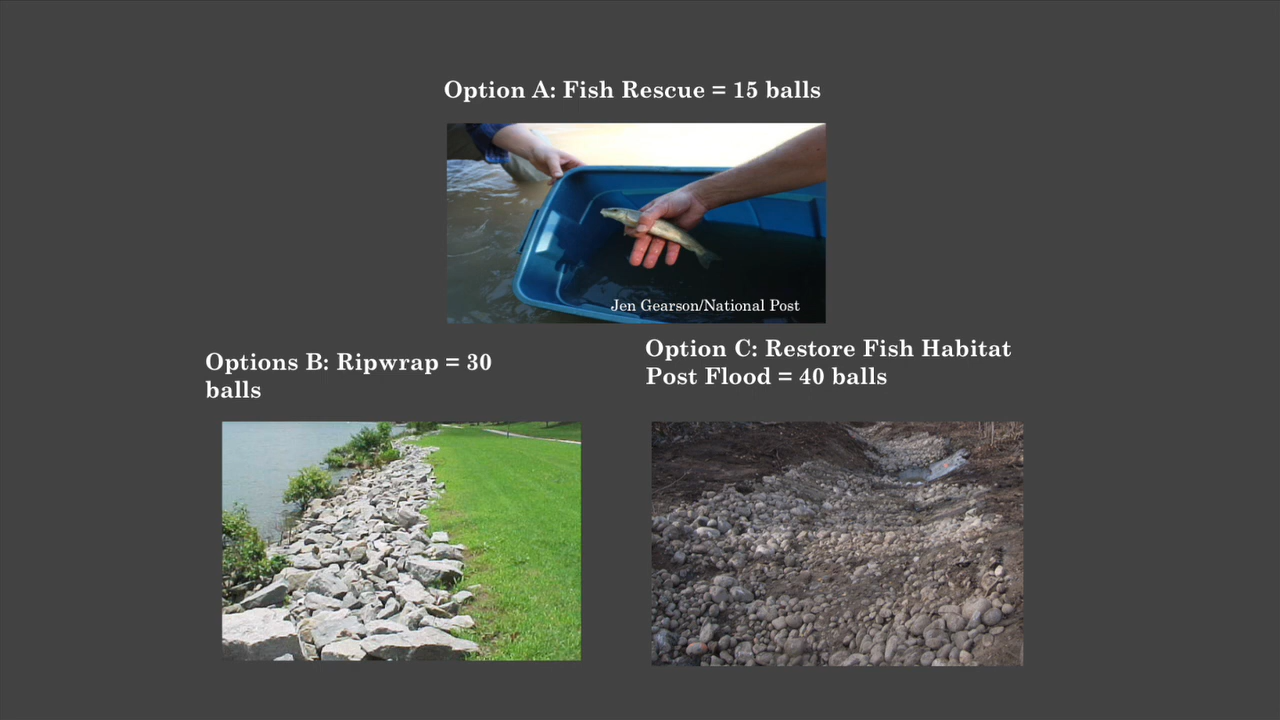 Option A: Fish Rescue = 15 balls
Jen Gearson/National Post
Options B: Ripwrap = 30
balls
Option C: Restore Fish Habitat
Post Flood = 40 balls